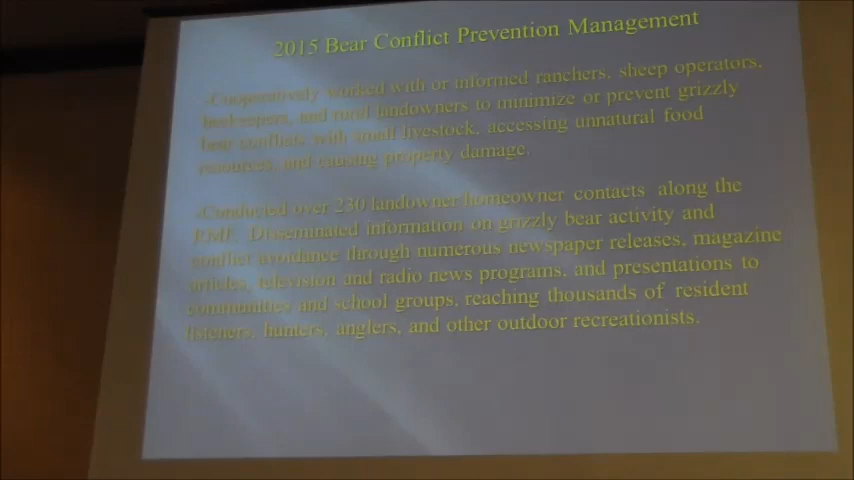 2015 Bear Conflict Prevention Management
-Cooperatively worked with or informed ranchers, sheep operators,
beekeepers, and rural landowners to minimize or prevent grizzly
bear conflicts with small livestock, accessing unnatural food
resources, and causing property damage.
-Conducted over 230 landowner/homeowner contacts along the
RMF. Disseminated information on grizzly bear activity and
conflict avoidance through numerous newspaper releases, magazine
articles, television and radio news programs, and presentations to
communities and school groups, reaching thousands of resident
listeners, hunters, anglers, and other outdoor recreationists.